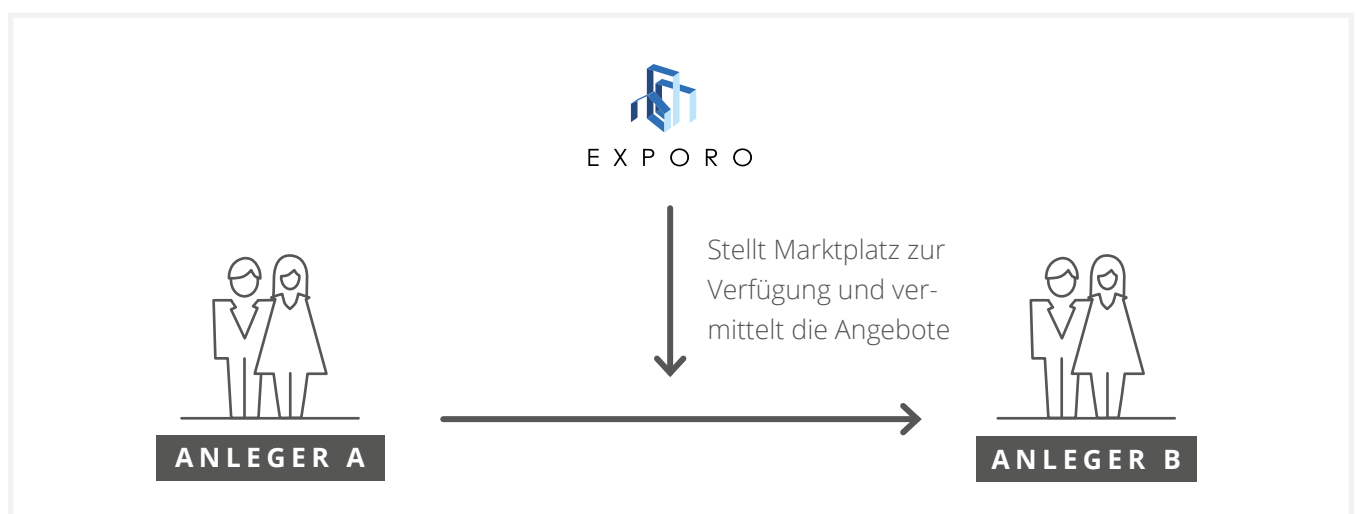 EXPORO
Stellt Marktplatz zur
Verfügung und ver-
mittelt die Angebote
ANLEGER A
ANLEGER B